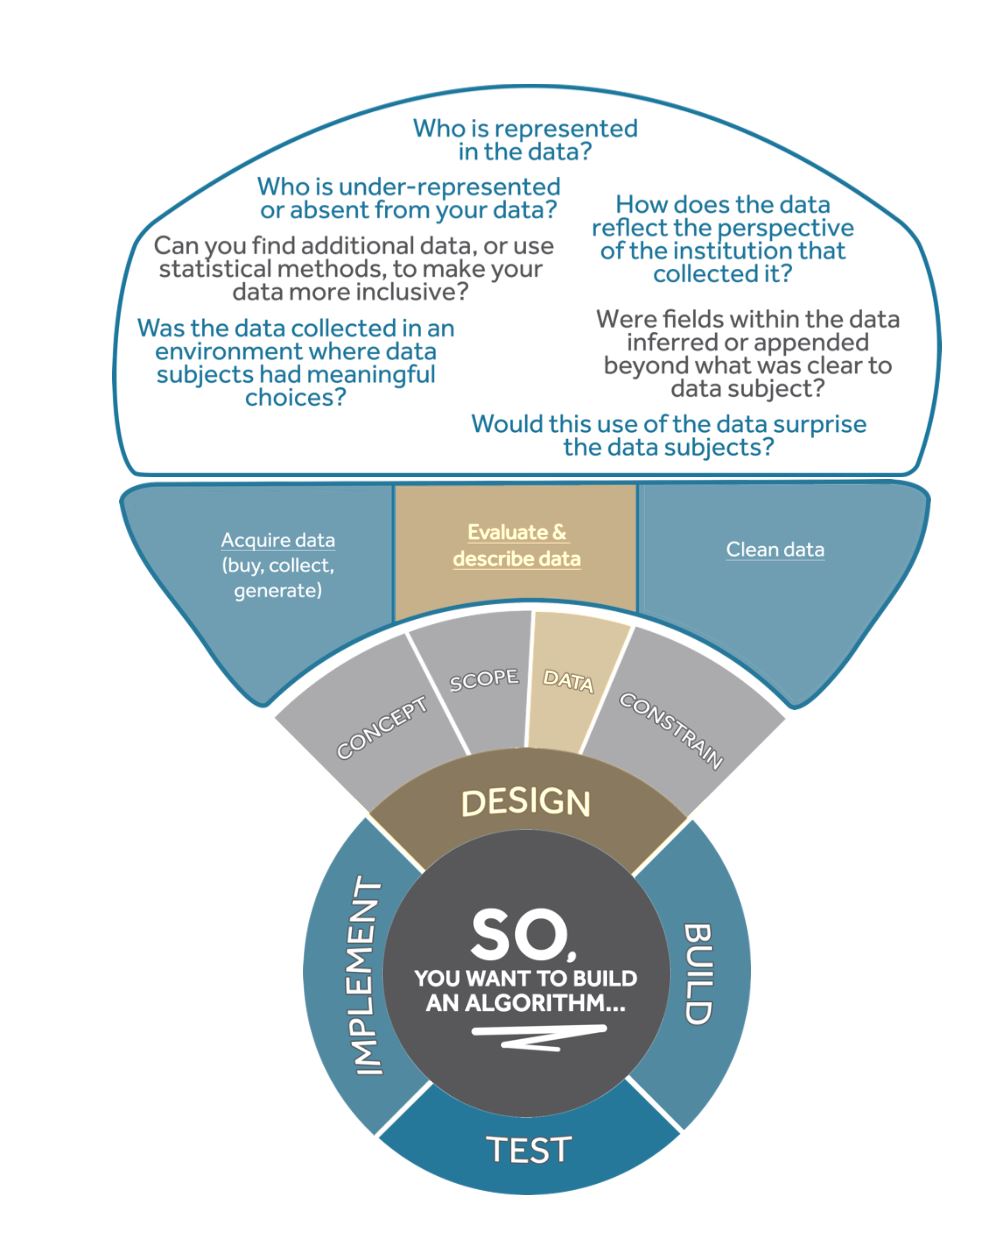 Who is represented
in the data?
Who is under-represented
or absent from your data?
How does the data
reflect the perspective
of the institution that
collected it?
Can you find additional data, or use
statistical methods, to make your
data more inclusive?
Were fields within the data
inferred or appended
beyond what was clear to
data subject?
Was the data collected in an
environment where data
subjects had meaningful
choices?
Would this use of the data surprise
the data subjects?
Acquire data
(buy, collect,
generate)
Evaluate &
describe data
Clean data
CONCEPT
SCOPE
DATA
CONSTRAIN
DESIGN
IMPLEMENT
BUILD
SO,
YOU WANT TO BUILD
AN ALGORITHM...
TEST